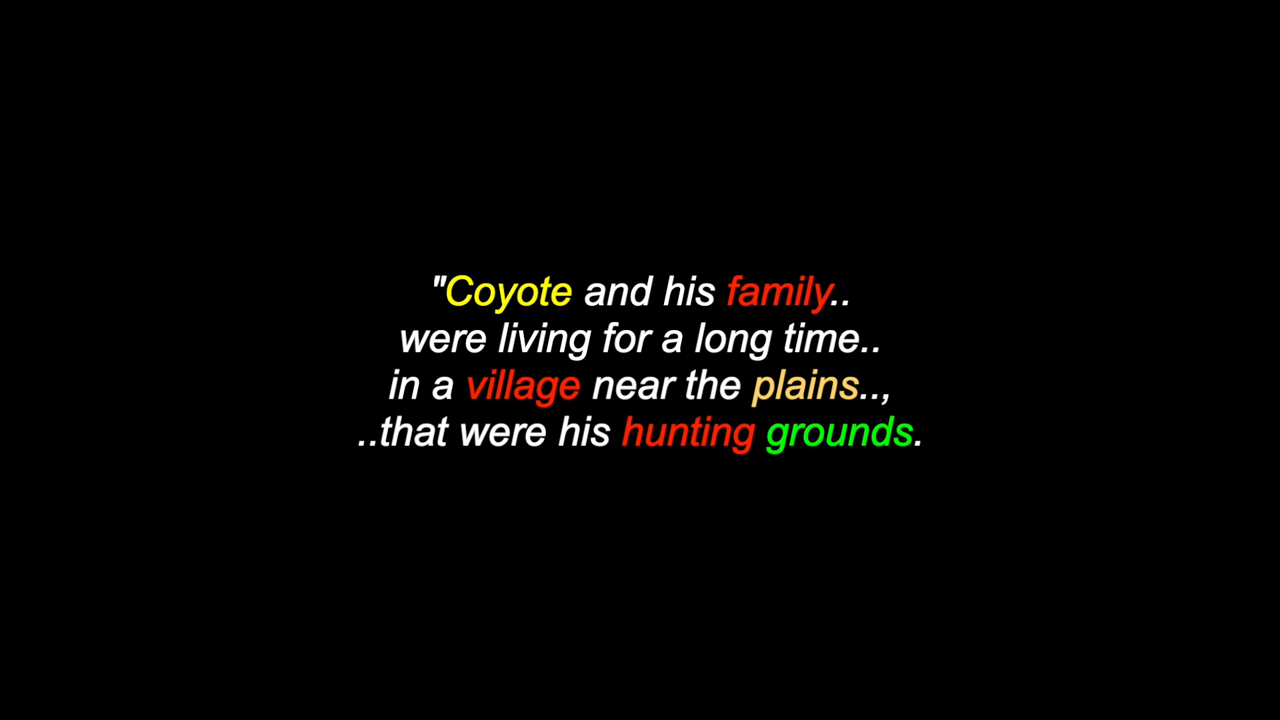 "Coyote and his family..
were living for a long time..
in a village near the plains..,
..that were his hunting grounds.